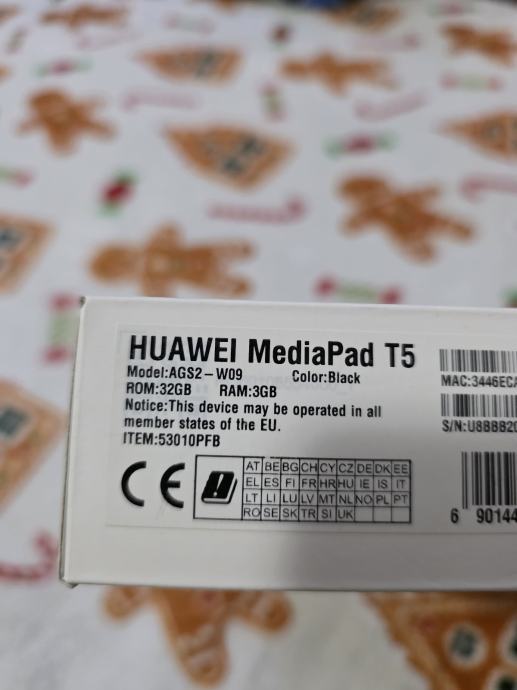 HUAWEI MediaPad T5
Model:AGS2-W09 Color:Black
ROM:32GB RAM:3GB
Notice:This device may be operated in all
member states of the EU.
ITEM:53010PFB
MAC:3446EC
S/N:U8BBB20
CE
AT BE BG CH CY CZ DE DK EE
EL ES FI FR HR HU IE IS IT
LT LI LU LV MT NL NO PL PT
RO SE SK TR SI UK
6 90144